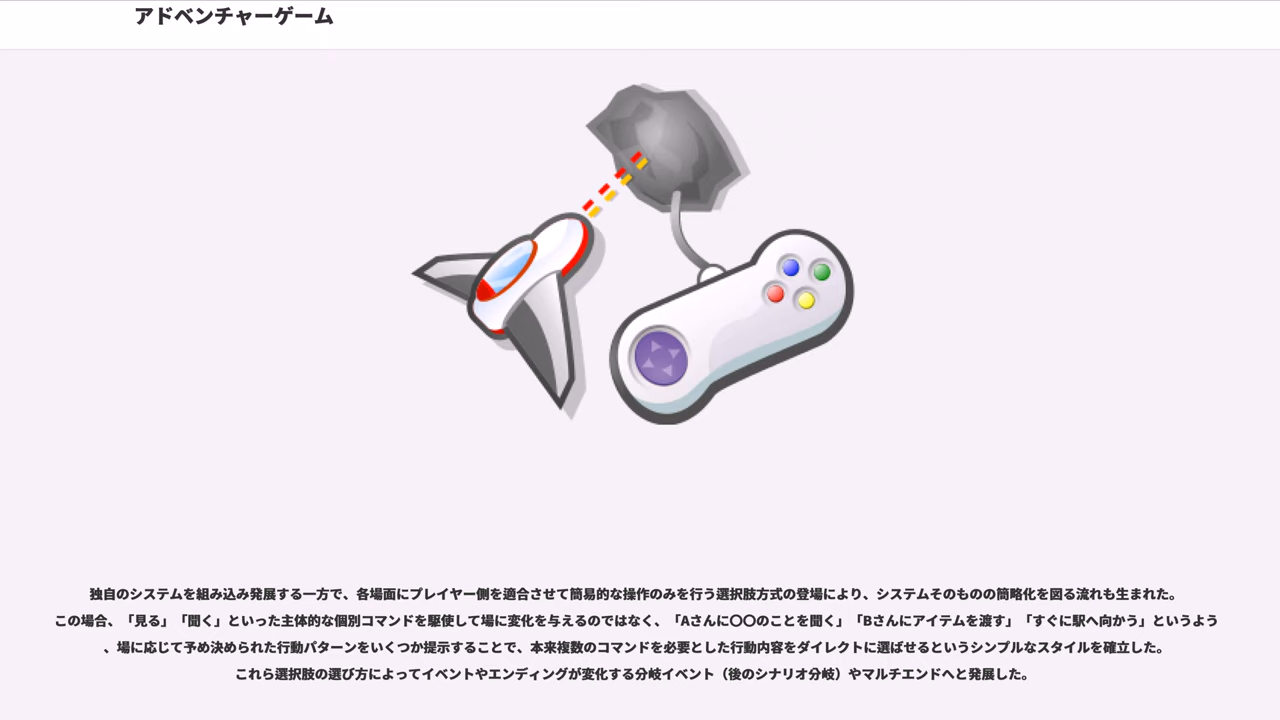 アドベンチャーゲーム
独自のシステムを組み込み発展する一方で、各場面にプレイヤー側を適合させて簡易的な操作のみを行う選択肢方式の登場により、システムそのものの簡略化を図る流れも生まれた。
この場合、「見る」「聞く」といった主体的な個別コマンドを駆使して場に変化を与えるのではなく、「Aさんに〇〇のことを聞く」「Bさんにアイテムを渡す」「すぐに駅へ向かう」というよう
、場に応じて予め決められた行動パターンをいくつか提示することで、本来複数のコマンドを必要とした行動内容をダイレクトに選ばせるというシンプルなスタイルを確立した。
これら選択肢の選び方によってイベントやエンディングが変化する分岐イベント（後のシナリオ分岐）やマルチエンドへと発展した。